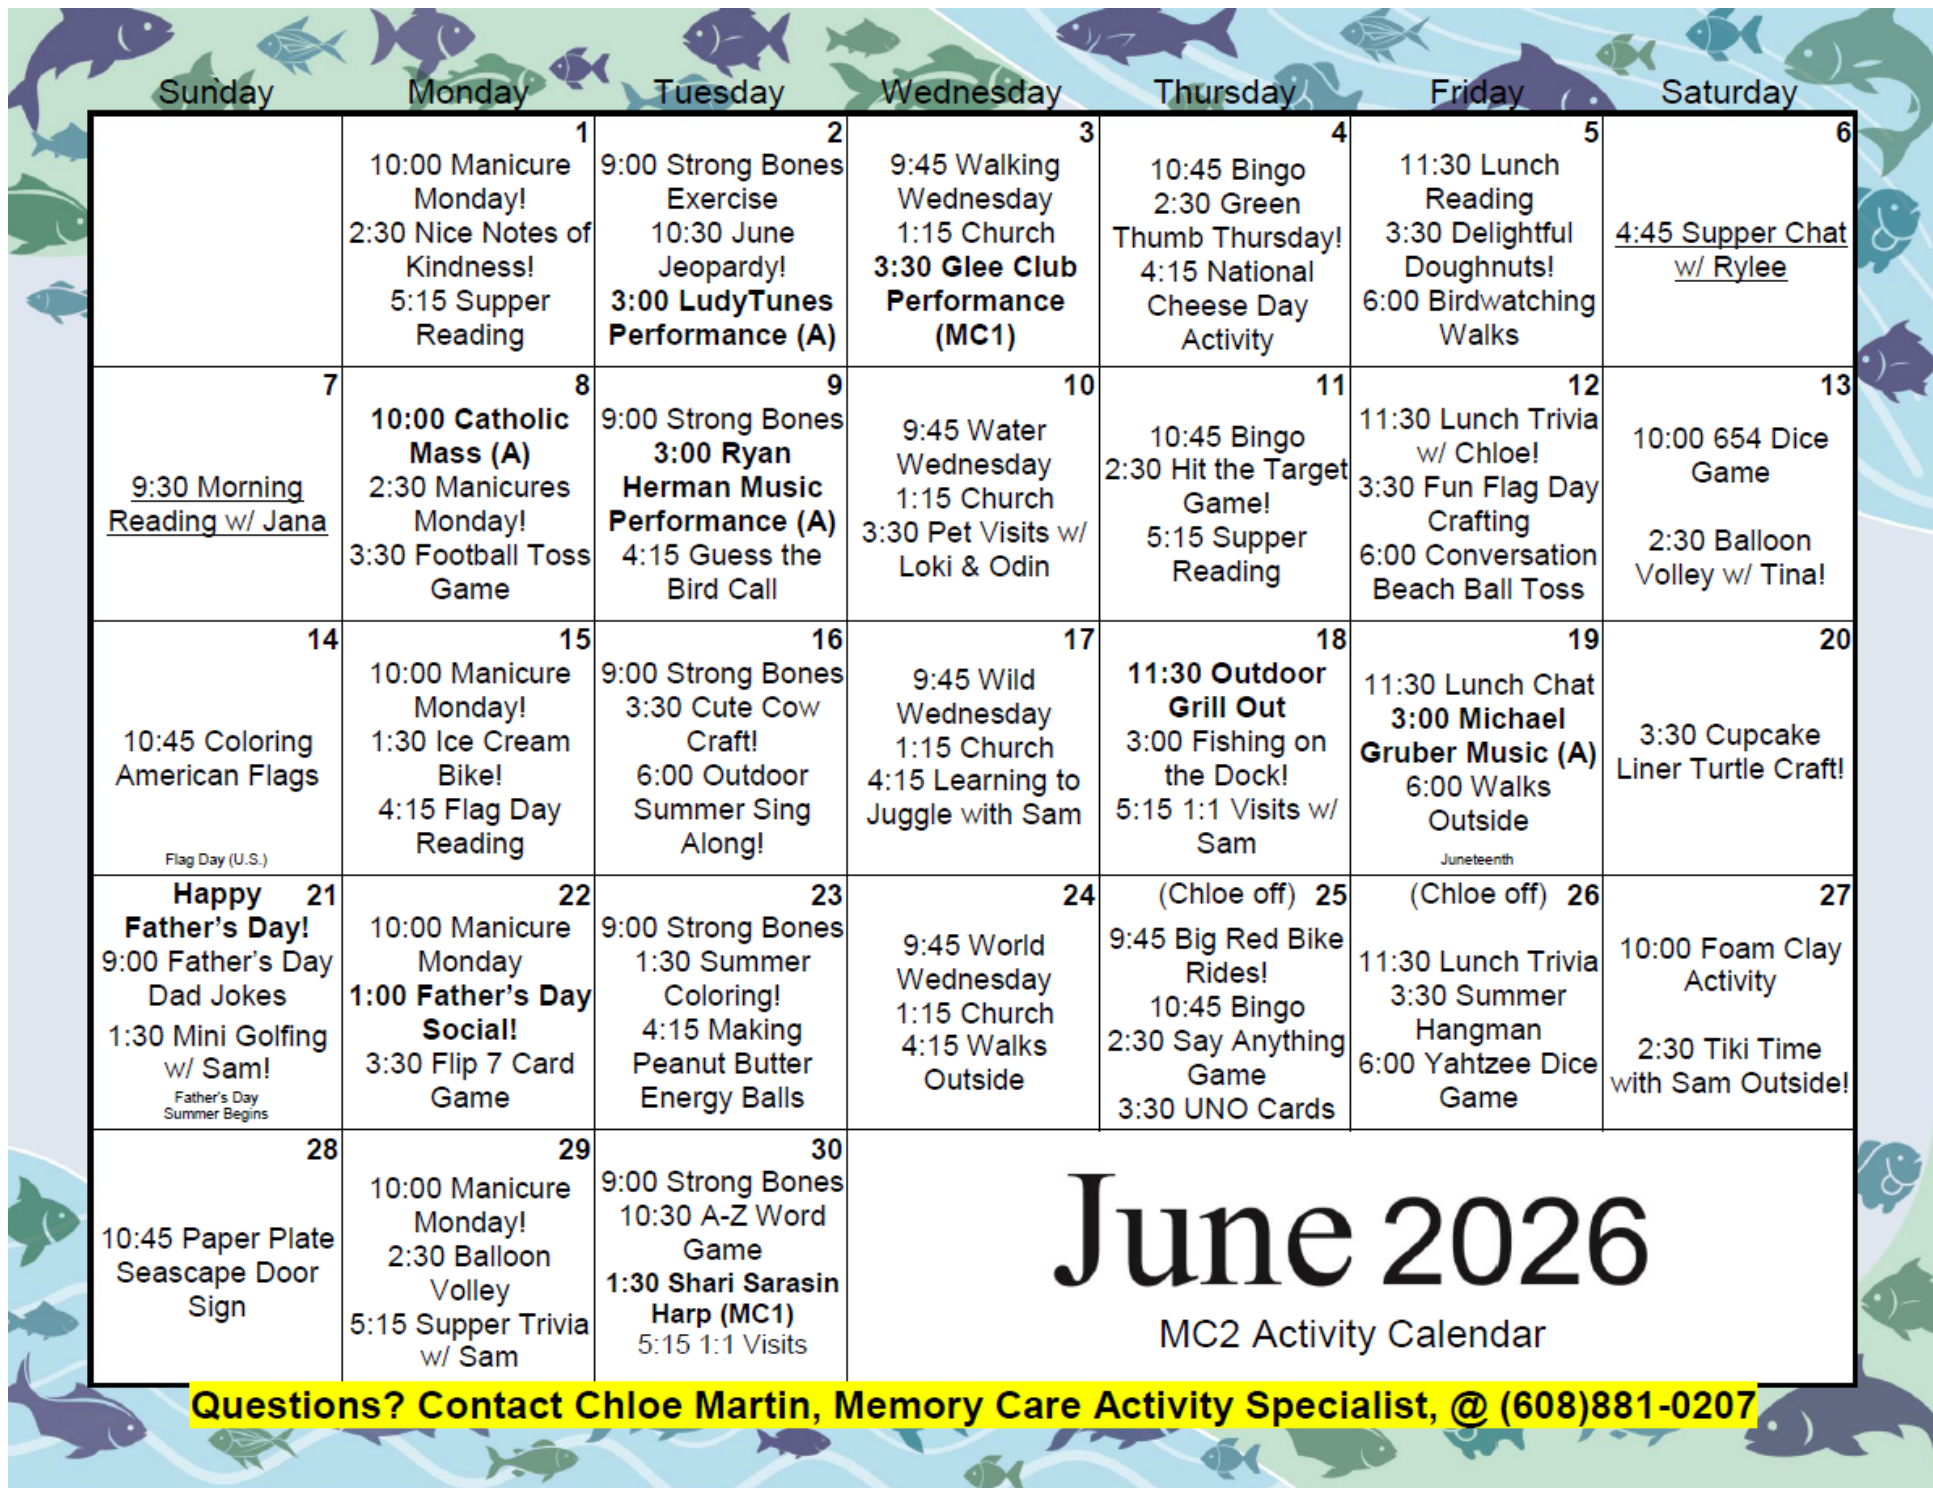 Sunday Monday Tuesday Wednesday Thursday Friday Saturday
1
10:00 Manicure
Monday!
2:30 Nice Notes of
Kindness!
5:15 Supper
Reading
2
9:00 Strong Bones
Exercise
10:30 June
Jeopardy!
3:00 LudyTunes
Performance (A)
3
9:45 Walking
Wednesday
1:15 Church
3:30 Glee Club
Performance
(MC1)
4
10:45 Bingo
2:30 Green
Thumb Thursday!
4:15 National
Cheese Day
Activity
5
11:30 Lunch
Reading
3:30 Delightful
Doughnuts!
6:00 Birdwatching
Walks
6
4:45 Supper Chat
w/ Rylee
7
9:30 Morning
Reading w/ Jana
8
10:00 Catholic
Mass (A)
2:30 Manicures
Monday!
3:30 Football Toss
Game
9
9:00 Strong Bones
3:00 Ryan
Herman Music
Performance (A)
4:15 Guess the
Bird Call
10
9:45 Water
Wednesday
1:15 Church
3:30 Pet Visits w/
Loki & Odin
11
10:45 Bingo
2:30 Hit the Target
Game!
5:15 Supper
Reading
12
11:30 Lunch Trivia
w/ Chloe!
3:30 Fun Flag Day
Crafting
6:00 Conversation
Beach Ball Toss
13
10:00 654 Dice
Game
2:30 Balloon
Volley w/ Tina!
14
10:45 Coloring
American Flags
Flag Day (U.S.)
15
10:00 Manicure
Monday!
1:30 Ice Cream
Bike!
4:15 Flag Day
Reading
16
9:00 Strong Bones
3:30 Cute Cow
Craft!
6:00 Outdoor
Summer Sing
Along!
17
9:45 Wild
Wednesday
1:15 Church
4:15 Learning to
Juggle with Sam
18
11:30 Outdoor
Grill Out
3:00 Fishing on
the Dock!
5:15 1:1 Visits w/
Sam
19
11:30 Lunch Chat
3:00 Michael
Gruber Music (A)
6:00 Walks
Outside
Juneteenth
20
3:30 Cupcake
Liner Turtle Craft!
Happy 21
Father's Day!
9:00 Father's Day
Dad Jokes
1:30 Mini Golfing
w/ Sam!
Father's Day
Summer Begins
22
10:00 Manicure
Monday
1:00 Father's Day
Social!
3:30 Flip 7 Card
Game
23
9:00 Strong Bones
1:30 Summer
Coloring!
4:15 Making
Peanut Butter
Energy Balls
24
9:45 World
Wednesday
1:15 Church
4:15 Walks
Outside
(Chloe off) 25
9:45 Big Red Bike
Rides!
10:45 Bingo
2:30 Say Anything
Game
3:30 UNO Cards
(Chloe off) 26
11:30 Lunch Trivia
3:30 Summer
Hangman
6:00 Yahtzee Dice
Game
27
10:00 Foam Clay
Activity
2:30 Tiki Time
with Sam Outside!
28
10:45 Paper Plate
Seascape Door
Sign
29
10:00 Manicure
Monday!
2:30 Balloon
Volley
5:15 Supper Trivia
w/ Sam
30
9:00 Strong Bones
10:30 A-Z Word
Game
1:30 Shari Sarasin
Harp (MC1)
5:15 1:1 Visits
June 2026
MC2 Activity Calendar
Questions? Contact Chloe Martin, Memory Care Activity Specialist, @ (608)881-0207